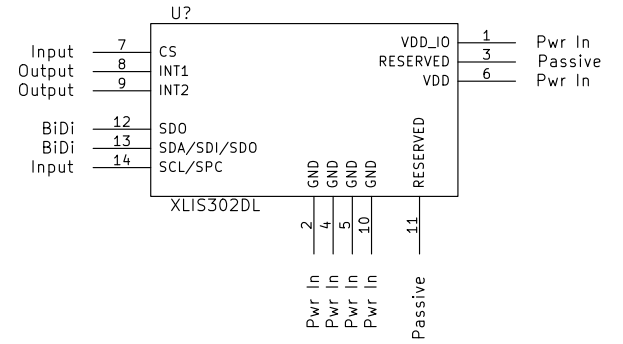 U?
Input 7 CS
Output 8 INT1
Output 9 INT2
BiDi 12 SDO
BiDi 13 SDA/SDI/SDO
Input 14 SCL/SPC
VDD_IO 1 Pwr In
RESERVED 3 Passive
VDD 6 Pwr In
GND 2 Pwr In
GND 4 Pwr In
GND 5 Pwr In
GND 10 Pwr In
RESERVED 11 Passive
XLIS302DL